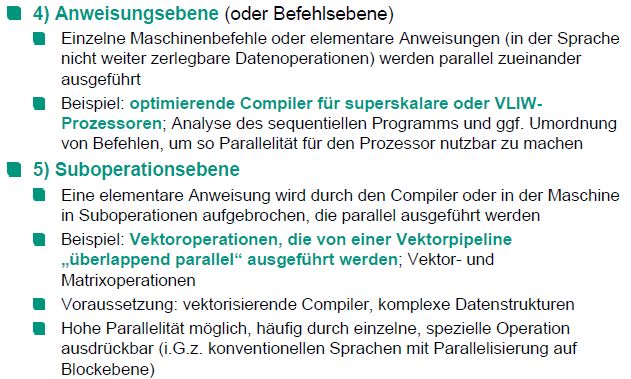 4) Anweisungsebene (oder Befehlsebene)
Einzelne Maschinenbefehle oder elementare Anweisungen (in der Sprache
nicht weiter zerlegbare Datenoperationen) werden parallel zueinander
ausgeführt
Beispiel: optimierende Compiler für superskalare oder VLIW-
Prozessoren; Analyse des sequentiellen Programms und ggf. Umordnung
von Befehlen, um so Parallelität für den Prozessor nutzbar zu machen
5) Suboperationsebene
Eine elementare Anweisung wird durch den Compiler oder in der Maschine
in Suboperationen aufgebrochen, die parallel ausgeführt werden
Beispiel: Vektoroperationen, die von einer Vektorpipeline
„überlappend parallel“ ausgeführt werden; Vektor- und
Matrixoperationen
Voraussetzung: vektorisierende Compiler, komplexe Datenstrukturen
Hohe Parallelität möglich, häufig durch einzelne, spezielle Operation
ausdrückbar (i.G.z. konventionellen Sprachen mit Parallelisierung auf
Blockebene)